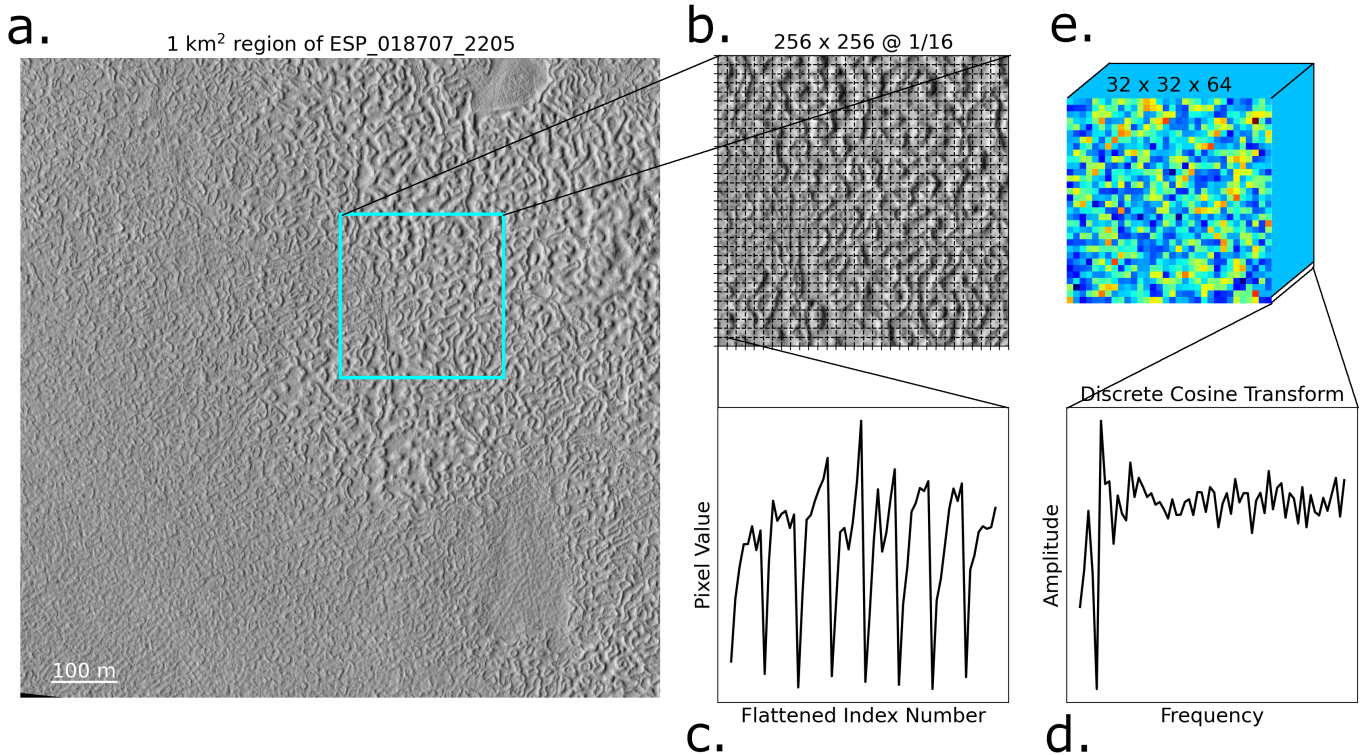 a.
1 km² region of ESP_018707_2205
100 m
b.
256 x 256 @ 1/16
e.
32 x 32 x 64
Pixel Value
Flattened Index Number
c.
Discrete Cosine Transform
Amplitude
Frequency
d.